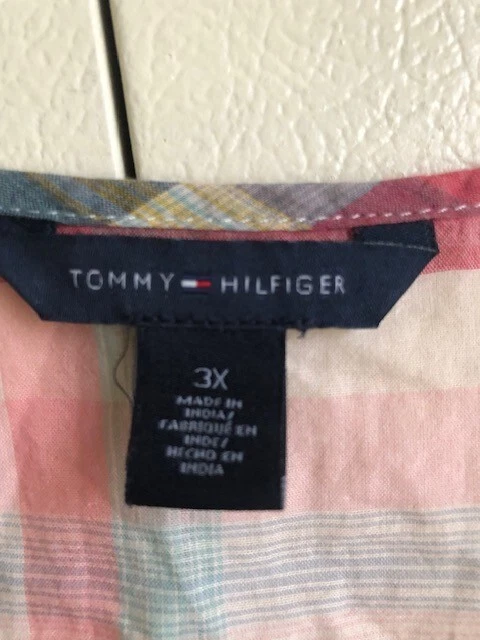 TOMMY HILFIGER
3X
MADE IN
INDIA/
FABRIQUÉ EN
INDE/
HECHO EN
INDIA